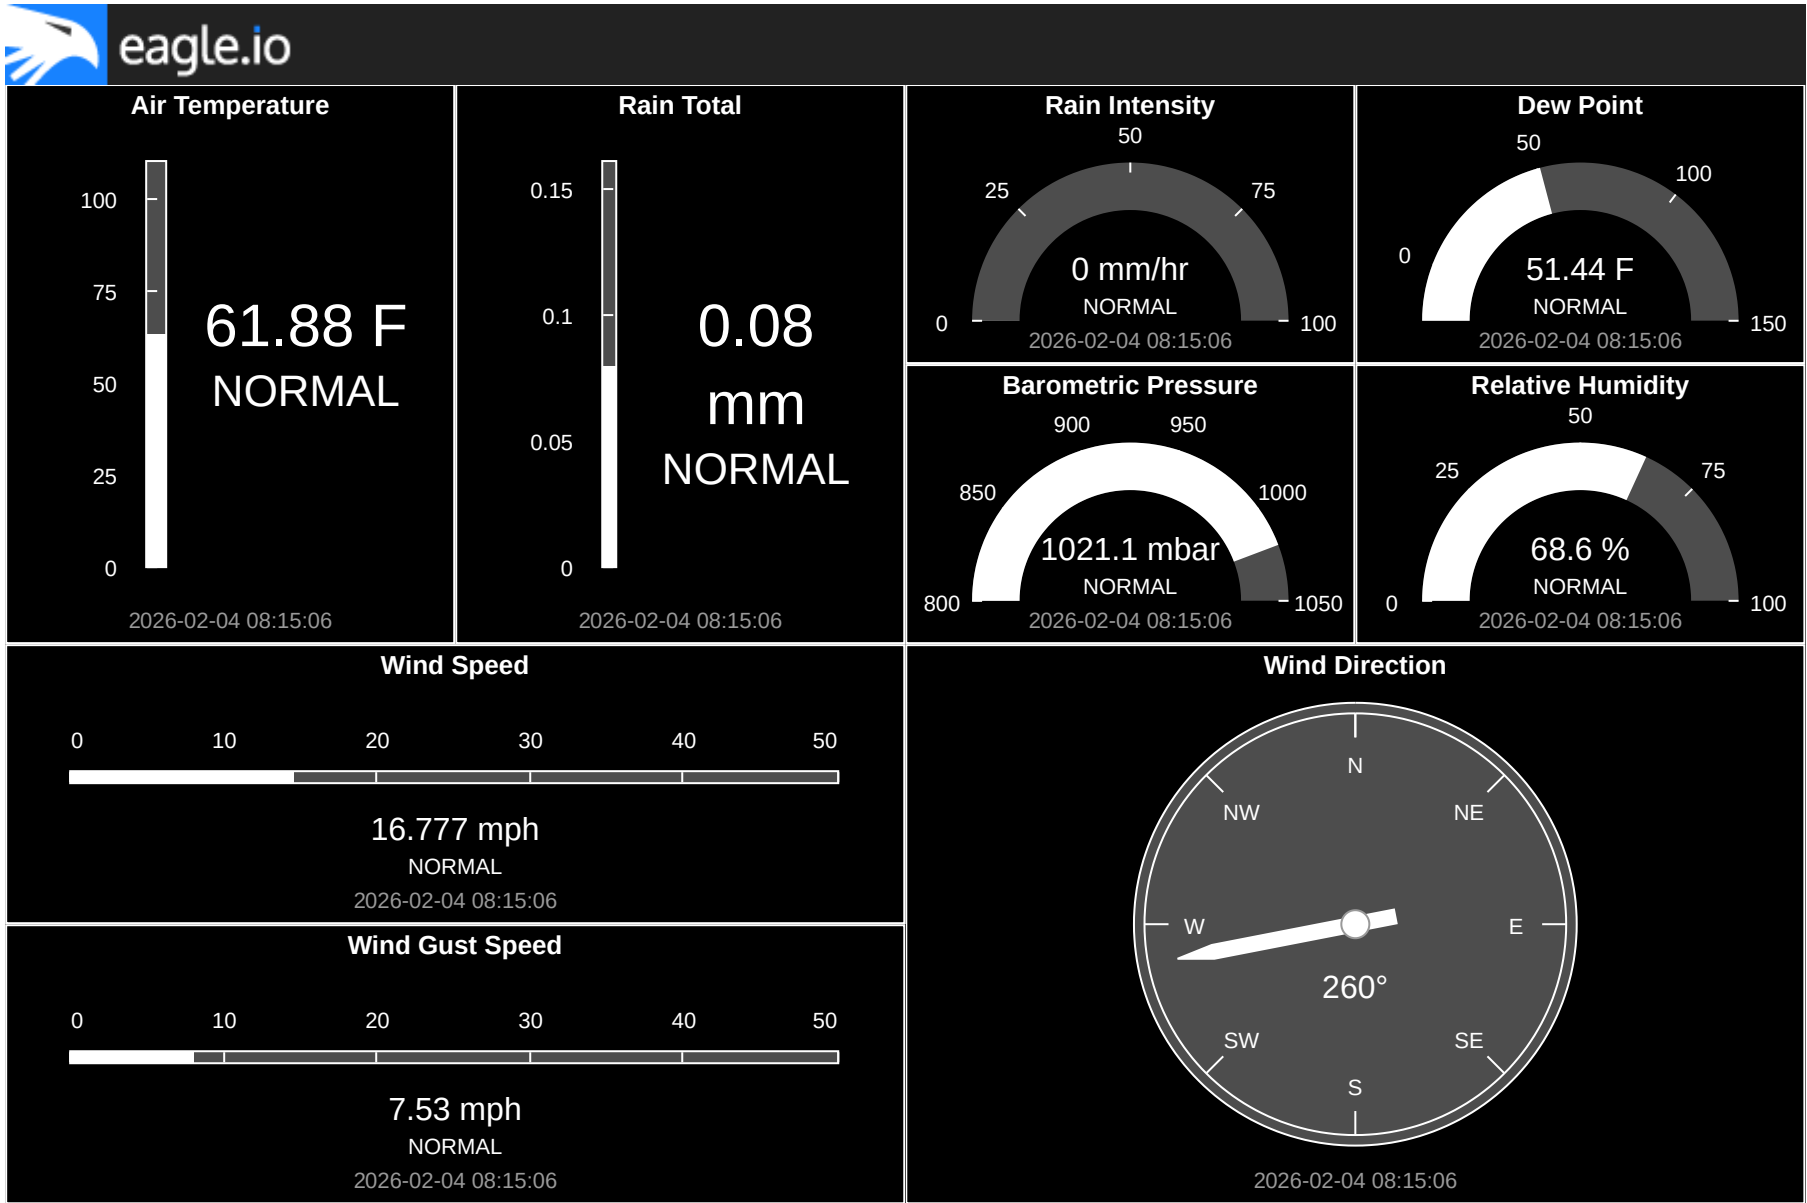 eagle.io
Air Temperature
100
75
50
25
0
61.88 F
NORMAL
2026-02-04 08:15:06
Rain Total
0.15
0.1
0.05
0
0.08
mm
NORMAL
2026-02-04 08:15:06
Rain Intensity
0
25
50
75
100
0 mm/hr
NORMAL
2026-02-04 08:15:06
Dew Point
0
50
100
150
51.44 F
NORMAL
2026-02-04 08:15:06
Barometric Pressure
800
850
900
950
1000
1050
1021.1 mbar
NORMAL
2026-02-04 08:15:06
Relative Humidity
0
25
50
75
100
68.6 %
NORMAL
2026-02-04 08:15:06
Wind Speed
0 10 20 30 40 50
16.777 mph
NORMAL
2026-02-04 08:15:06
Wind Gust Speed
0 10 20 30 40 50
7.53 mph
NORMAL
2026-02-04 08:15:06
Wind Direction
N
NW NE
W E
260°
SW SE
S
2026-02-04 08:15:06